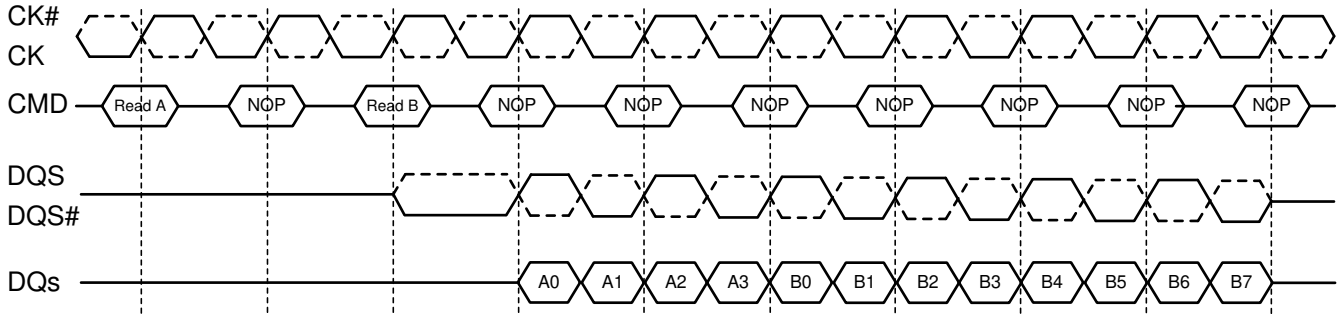 CK#
CK
CMD Read A NOP Read B NOP NOP NOP NOP NOP NOP NOP
DQS
DQS#
DQs A0 A1 A2 A3 B0 B1 B2 B3 B4 B5 B6 B7